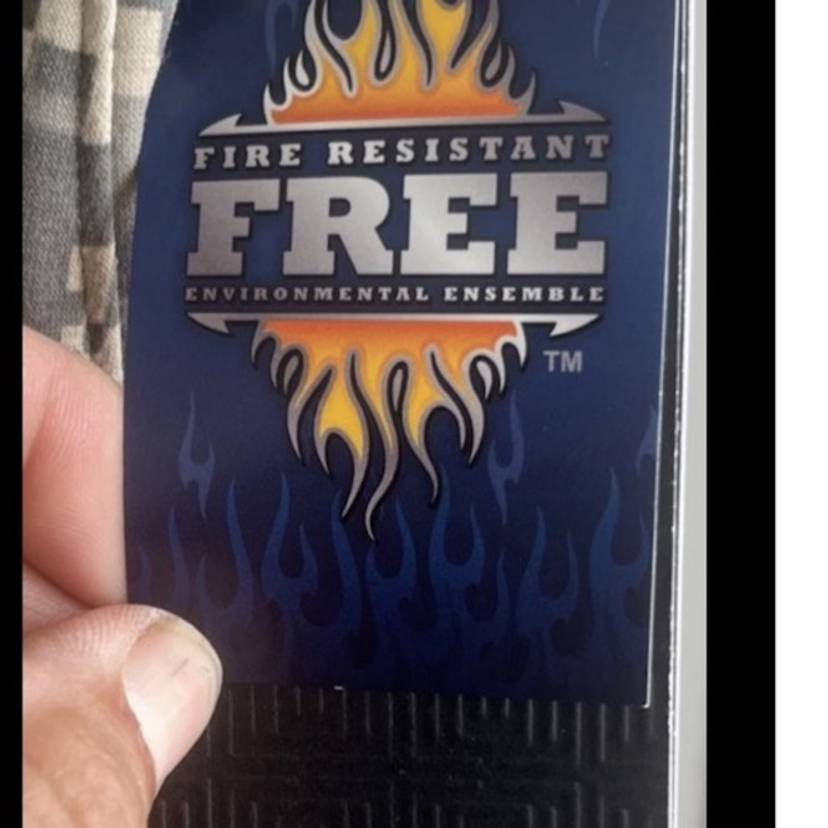 FIRE RESISTANT
FREE
ENVIRONMENTAL ENSEMBLE
TM